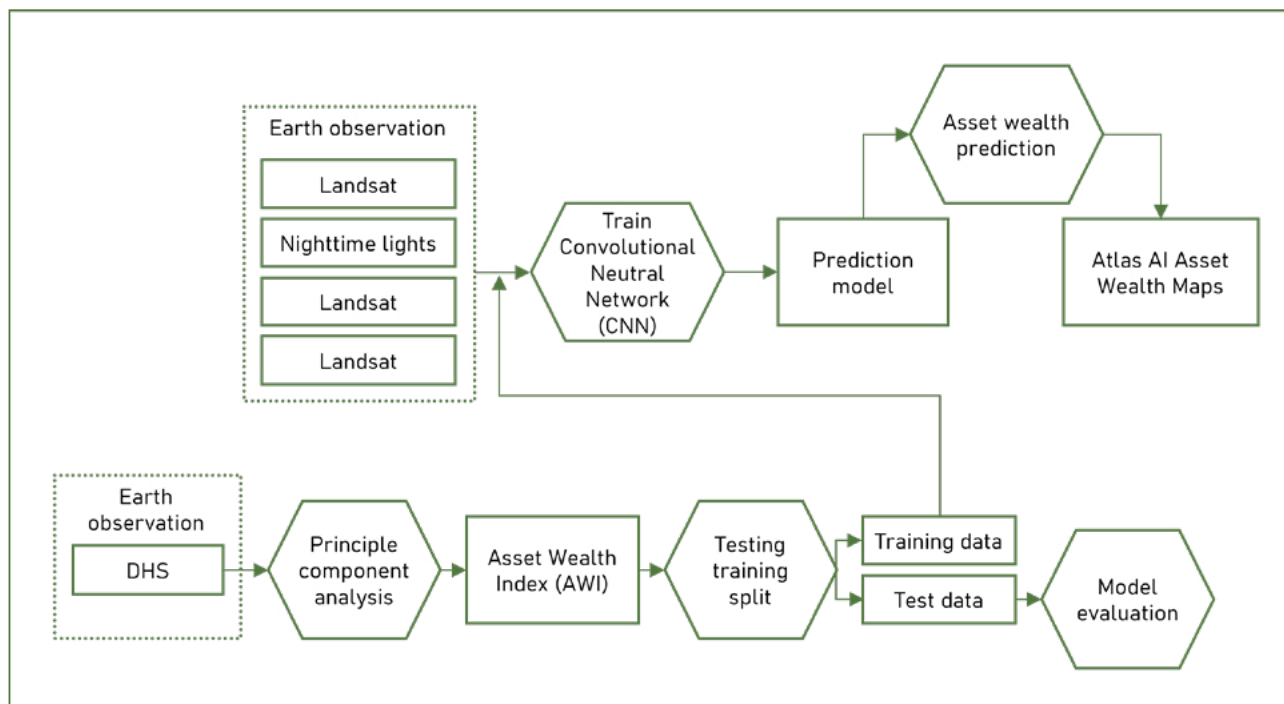 Earth observation
Landsat
Nighttime lights
Landsat
Landsat
Train
Convolutional
Neutral
Network
(CNN)
Prediction
model
Asset wealth
prediction
Atlas AI Asset
Wealth Maps
Earth
observation
DHS
Principle
component
analysis
Asset Wealth
Index (AWI)
Testing
training
split
Training data
Test data
Model
evaluation